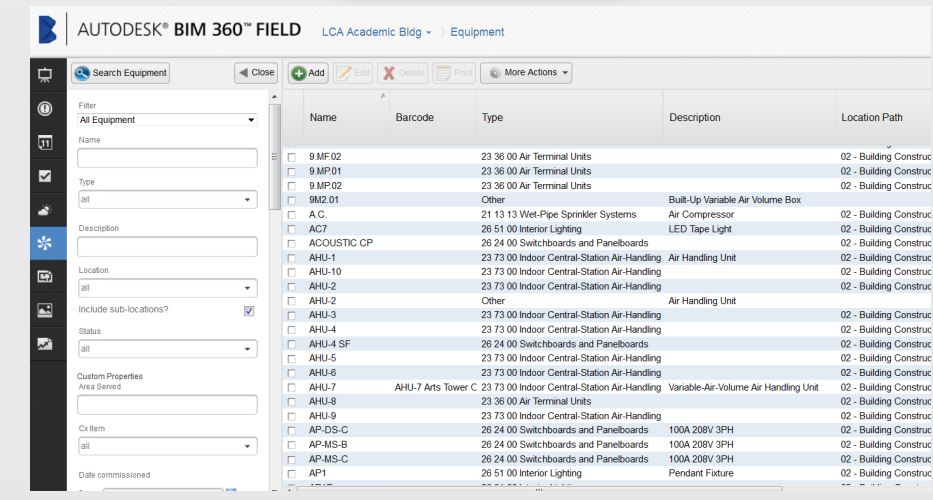 AUTODESK® BIM 360™ FIELD LCA Academic Bldg Equipment
Search Equipment Close Add Edit Delete Print More Actions
Filter
All Equipment
Name
Type
all
Description
Location
all
Include sub-locations?
Status
all
Custom Properties
Area Served
Cx Item
all
Date commissioned
11
Name Barcode Type Description Location Path
9.MF.02 23 36 00 Air Terminal Units 02 - Building Construc
9.MP.01 23 36 00 Air Terminal Units 02 - Building Construc
9.MP.02 23 36 00 Air Terminal Units 02 - Building Construc
9M2.01 Other Built-Up Variable Air Volume Box
A.C. 21 13 13 Wet-Pipe Sprinkler Systems Air Compressor 02 - Building Construc
AC7 26 51 00 Interior Lighting LED Tape Light 02 - Building Construc
ACOUSTIC CP 26 24 00 Switchboards and Panelboards 02 - Building Construc
AHU-1 23 73 00 Indoor Central-Station Air-Handling Air Handling Unit 02 - Building Construc
AHU-10 23 73 00 Indoor Central-Station Air-Handling 02 - Building Construc
AHU-2 23 73 00 Indoor Central-Station Air-Handling 02 - Building Construc
AHU-2 Other Air Handling Unit
AHU-3 23 73 00 Indoor Central-Station Air-Handling 02 - Building Construc
AHU-4 23 73 00 Indoor Central-Station Air-Handling 02 - Building Construc
AHU-4 SF 26 24 00 Switchboards and Panelboards 02 - Building Construc
AHU-5 23 73 00 Indoor Central-Station Air-Handling 02 - Building Construc
AHU-6 23 73 00 Indoor Central-Station Air-Handling 02 - Building Construc
AHU-7 AHU-7 Arts Tower C 23 73 00 Indoor Central-Station Air-Handling Variable-Air-Volume Air Handling Unit 02 - Building Construc
AHU-8 23 36 00 Air Terminal Units 02 - Building Construc
AHU-9 23 73 00 Indoor Central-Station Air-Handling 02 - Building Construc
AP-DS-C 26 24 00 Switchboards and Panelboards 100A 208V 3PH 02 - Building Construc
AP-MS-B 26 24 00 Switchboards and Panelboards 100A 208V 3PH 02 - Building Construc
AP-MS-C 26 24 00 Switchboards and Panelboards 100A 208V 3PH 02 - Building Construc
AP1 26 51 00 Interior Lighting Pendant Fixture 02 - Building Construc